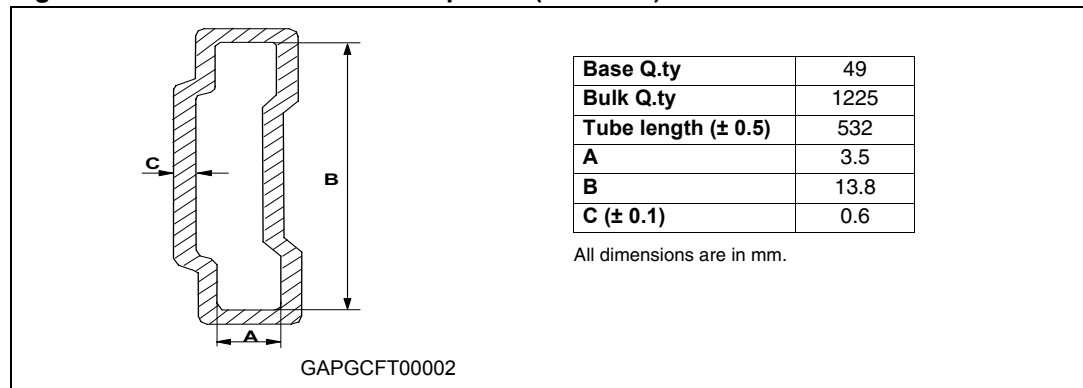 C
B
A
GAPGCFT00002
Base Q.ty 49
Bulk Q.ty 1225
Tube length (± 0.5) 532
A 3.5
B 13.8
C (± 0.1) 0.6
All dimensions are in mm.